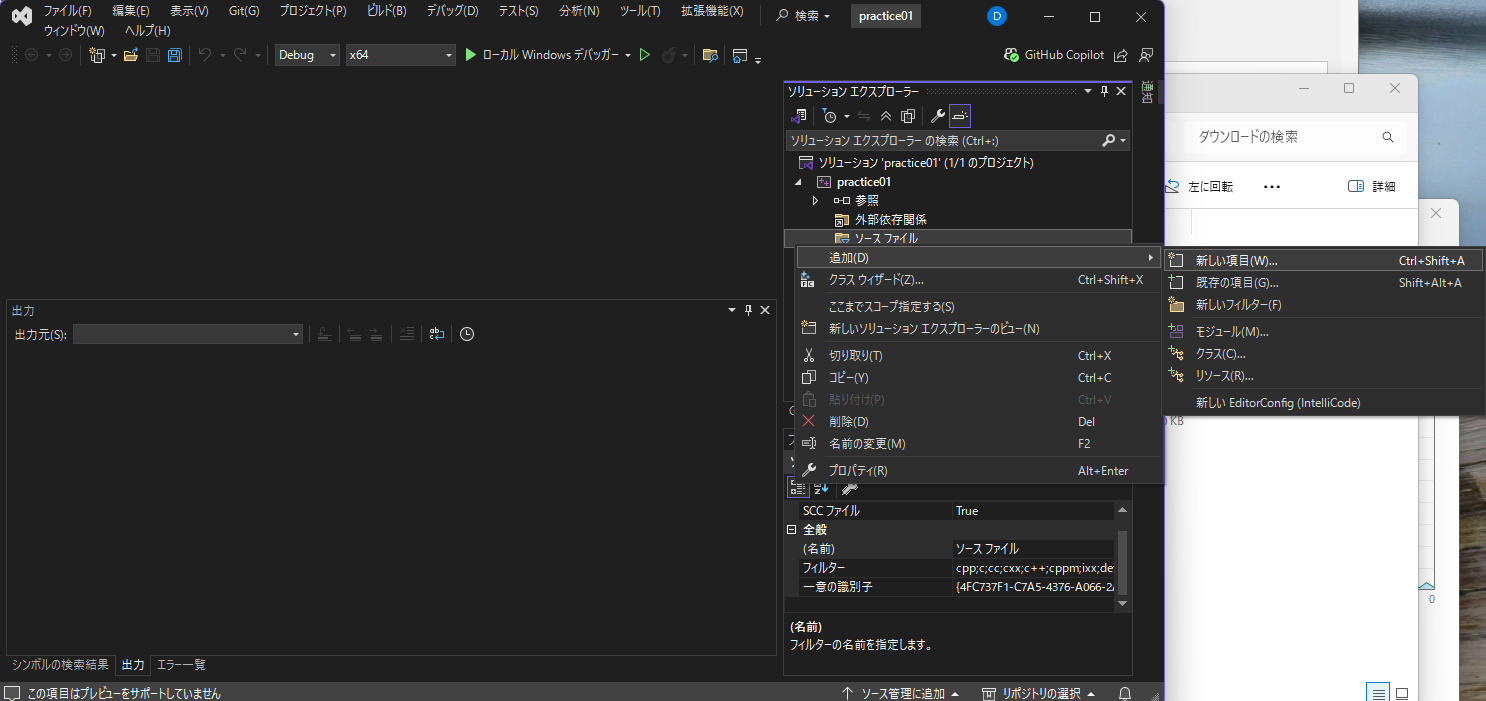 ファイル(F) 編集(E) 表示(V) Git(G) プロジェクト(P) ビルド(B) デバッグ(D) テスト(S) 分析(N) ツール(T) 拡張機能(X) 検索 practice01 D
ウィンドウ(W) ヘルプ(H)
Debug x64 ローカル Windows デバッガー GitHub Copilot
ソリューション エクスプローラー
通知
ソリューション エクスプローラー の検索 (Ctrl+:)
ソリューション 'practice01' (1/1 のプロジェクト)
practice01
参照
外部依存関係
ソース ファイル
追加(D)
クラス ウィザード(Z)... Ctrl+Shift+X
ここまでスコープ指定する(S)
新しいソリューション エクスプローラーのビュー(N)
切り取り(T) Ctrl+X
コピー(Y) Ctrl+C
貼り付け(P) Ctrl+V
削除(D) Del
名前の変更(M) F2
プロパティ(R) Alt+Enter
新しい項目(W)... Ctrl+Shift+A
既存の項目(G)... Shift+Alt+A
新しいフィルター(F)
モジュール(M)...
クラス(C)...
リソース(R)...
新しい EditorConfig (IntelliCode)
ダウンロードの検索
左に回転 ••• 詳細
KB
0
出力
出力元(S):
SCC ファイル True
全般
(名前) ソース ファイル
フィルター cpp;c;cc;cxx;c++;cppm;ixx;de
一意の識別子 {4FC737F1-C7A5-4376-A066-2
(名前)
フィルターの名前を指定します。
シンボルの検索結果 出力 エラー一覧
この項目はプレビューをサポートしていません ソース管理に追加 リポジトリの選択